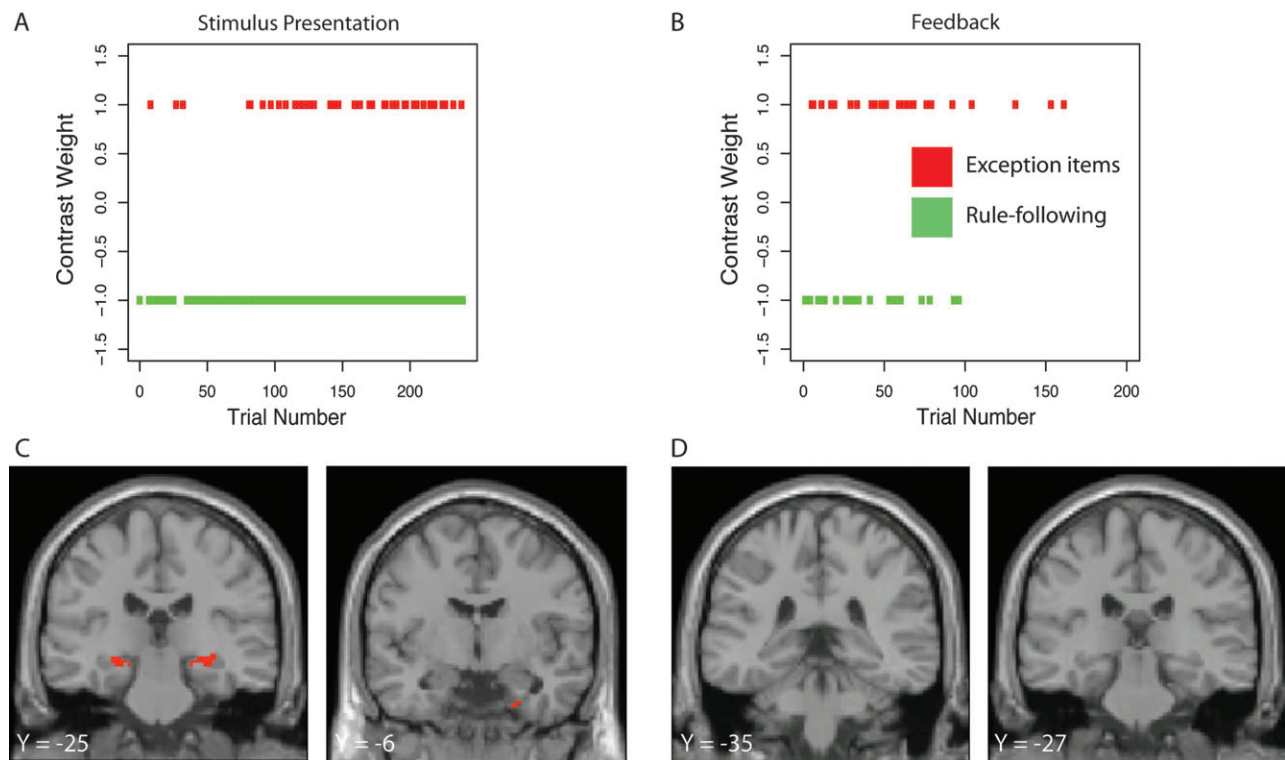 A
Stimulus Presentation
Contrast Weight
1.5
1.0
0.5
0.0
−0.5
−1.0
−1.5
0
50
100
150
200
Trial Number
B
Feedback
Contrast Weight
1.5
1.0
0.5
0.0
−0.5
−1.0
−1.5
Exception items
Rule-following
0
50
100
150
200
Trial Number
C
Y = -25
Y = -6
D
Y = -35
Y = -27